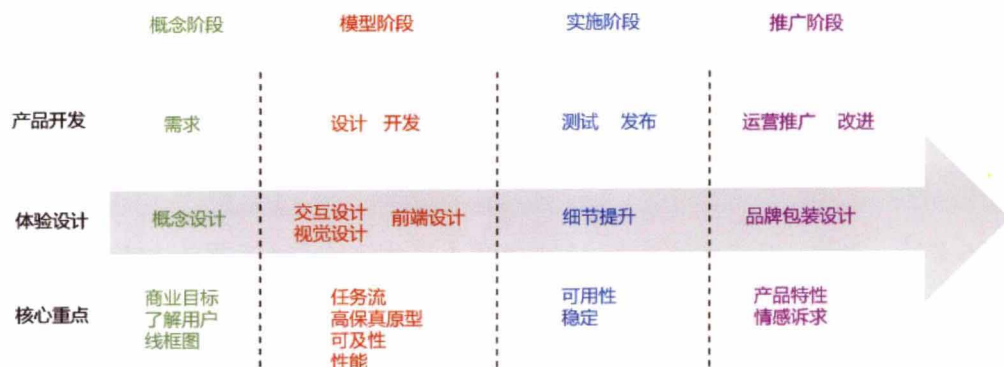 概念阶段 模型阶段 实施阶段 推广阶段
产品开发 需求 设计 开发 测试 发布 运营推广 改进
体验设计 概念设计 交互设计 前端设计 细节提升 品牌包装设计
视觉设计
核心重点 商业目标 任务流 可用性 产品特性
了解用户 高保真原型 稳定 情感诉求
线框图 可及性
性能